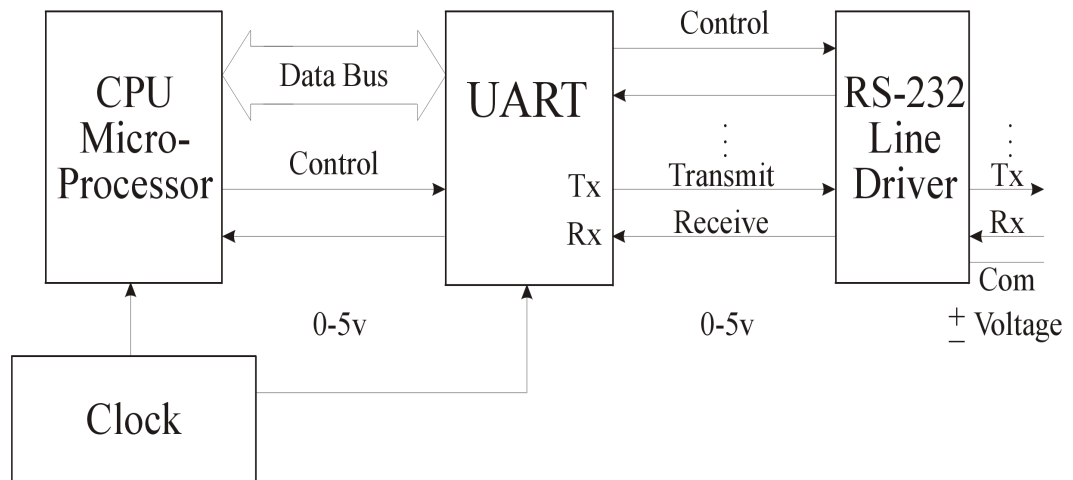 CPU
Micro-
Processor
Data Bus
Control
UART
Tx
Rx
Control
Transmit
Receive
RS-232
Line
Driver
Tx
Rx
Com
± Voltage
0-5v
0-5v
Clock